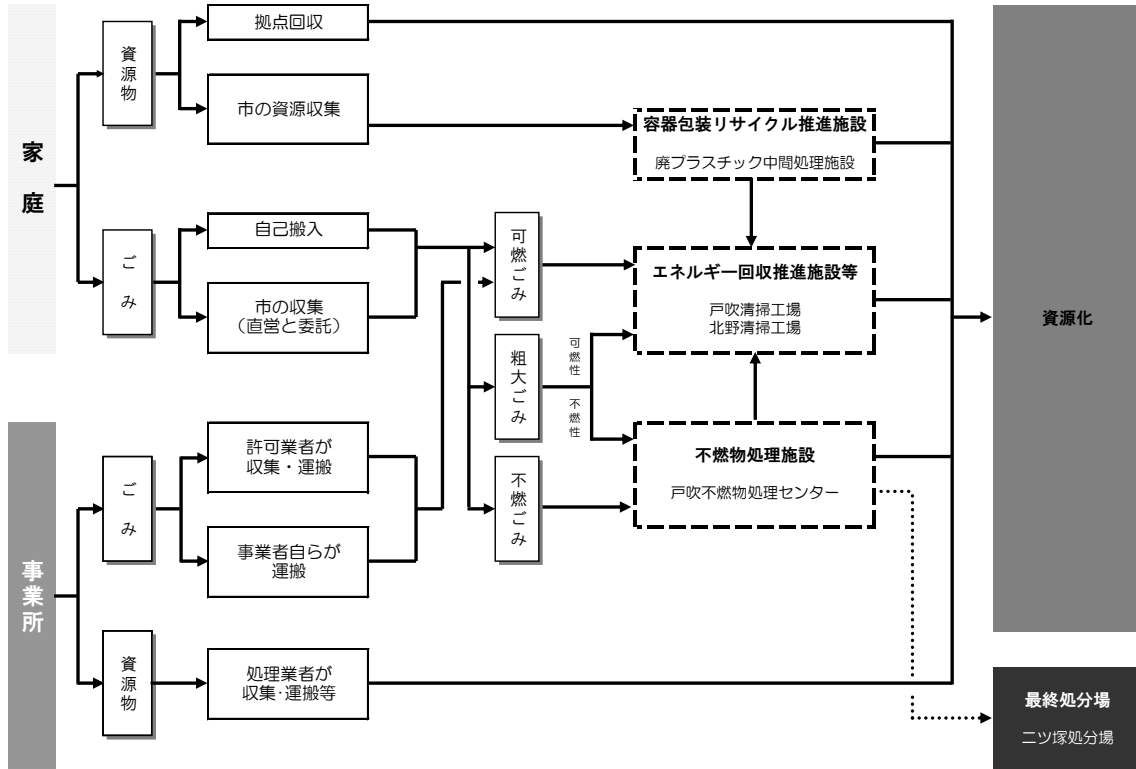 家庭
資源物
拠点回収
市の資源収集
ごみ
自己搬入
市の収集
（直営と委託）
事業所
ごみ
許可業者が
収集・運搬
事業者自らが
運搬
資源物
処理業者が
収集・運搬等
可燃ごみ
粗大ごみ
可燃性
不燃性
不燃ごみ
容器包装リサイクル推進施設
廃プラスチック中間処理施設
エネルギー回収推進施設等
戸吹清掃工場
北野清掃工場
不燃物処理施設
戸吹不燃物処理センター
資源化
最終処分場
二ツ塚処分場